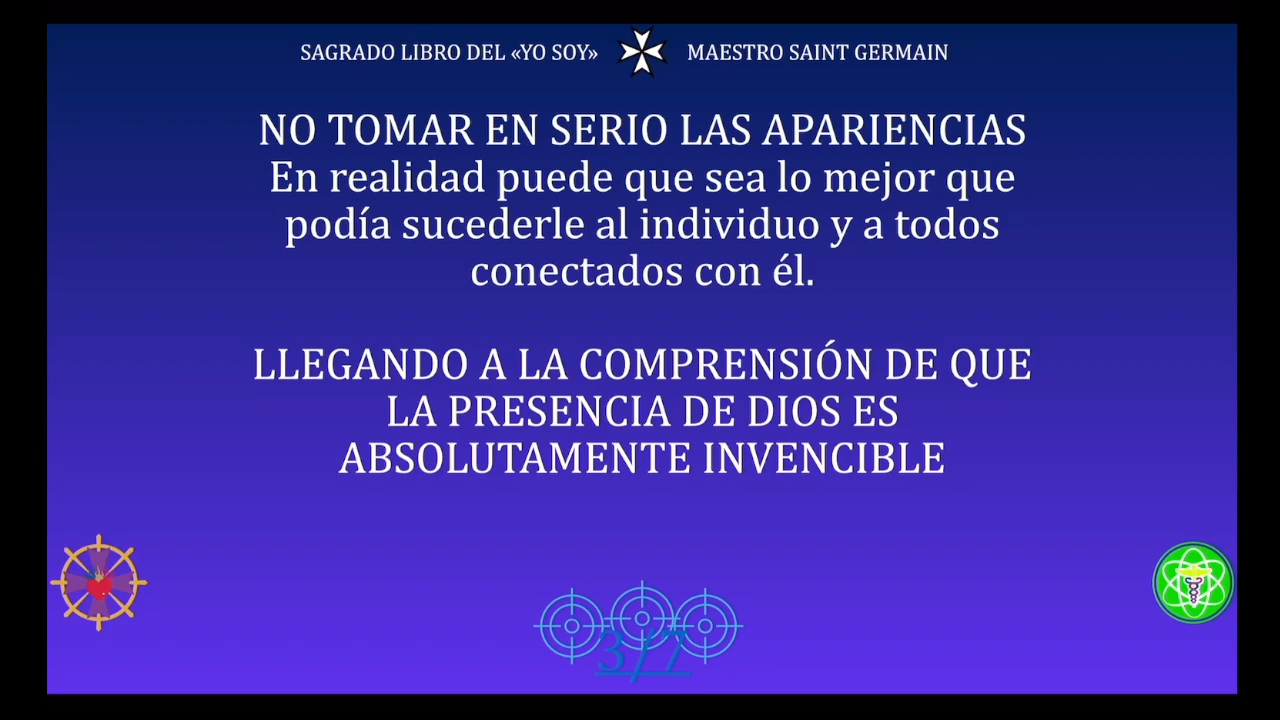 SAGRADO LIBRO DEL «YO SOY» MAESTRO SAINT GERMAIN
NO TOMAR EN SERIO LAS APARIENCIAS
En realidad puede que sea lo mejor que
podía sucederle al individuo y a todos
conectados con él.
LLEGANDO A LA COMPRENSIÓN DE QUE
LA PRESENCIA DE DIOS ES
ABSOLUTAMENTE INVENCIBLE
3/7